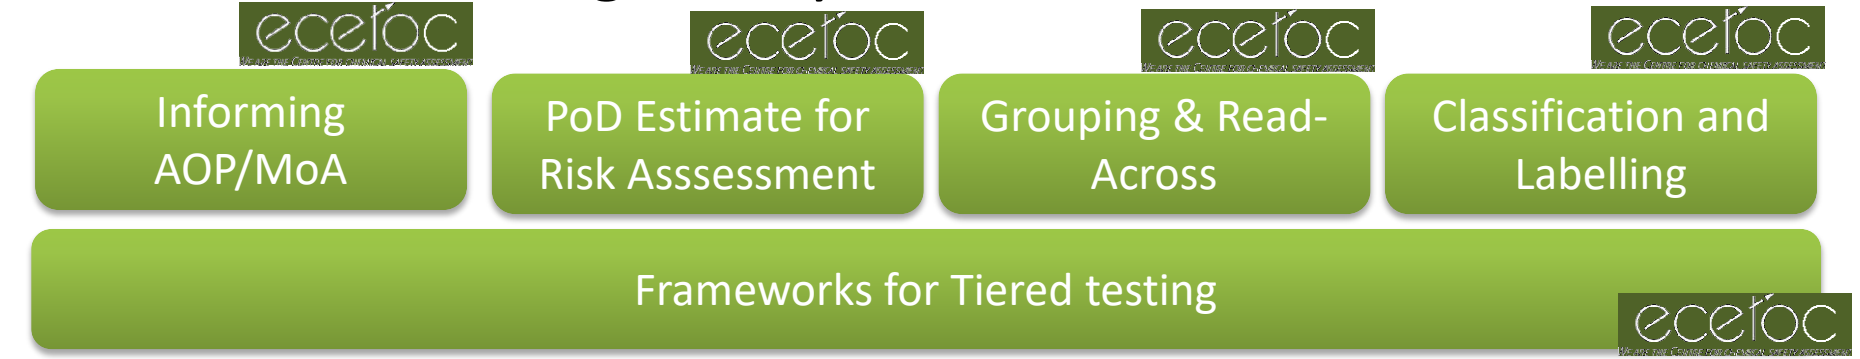 ecetoc
ecetoc
ecetoc
ecetoc
Informing
AOP/MoA
PoD Estimate for
Risk Asssessment
Grouping & Read-
Across
Classification and
Labelling
Frameworks for Tiered testing
ecetoc